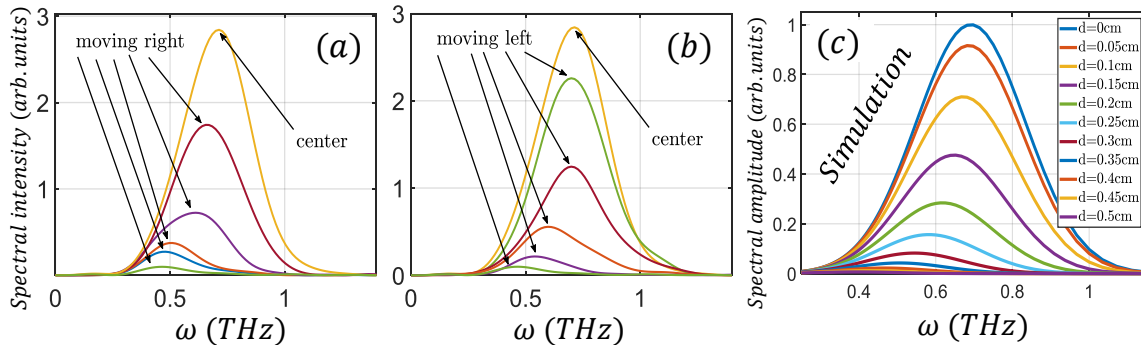 Spectral intensity (arb.units)
3
2
1
0
0.5
1
ω (THz)
moving right
(a)
center
3
2
1
0
0
0.5
1
ω (THz)
moving left
(b)
center
Spectral amplitude (arb.units)
1
0.8
0.6
0.4
0.2
0
0.4
0.6
0.8
1
ω (THz)
(c)
Simulation
d=0cm
d=0.05cm
d=0.1cm
d=0.15cm
d=0.2cm
d=0.25cm
d=0.3cm
d=0.35cm
d=0.4cm
d=0.45cm
d=0.5cm